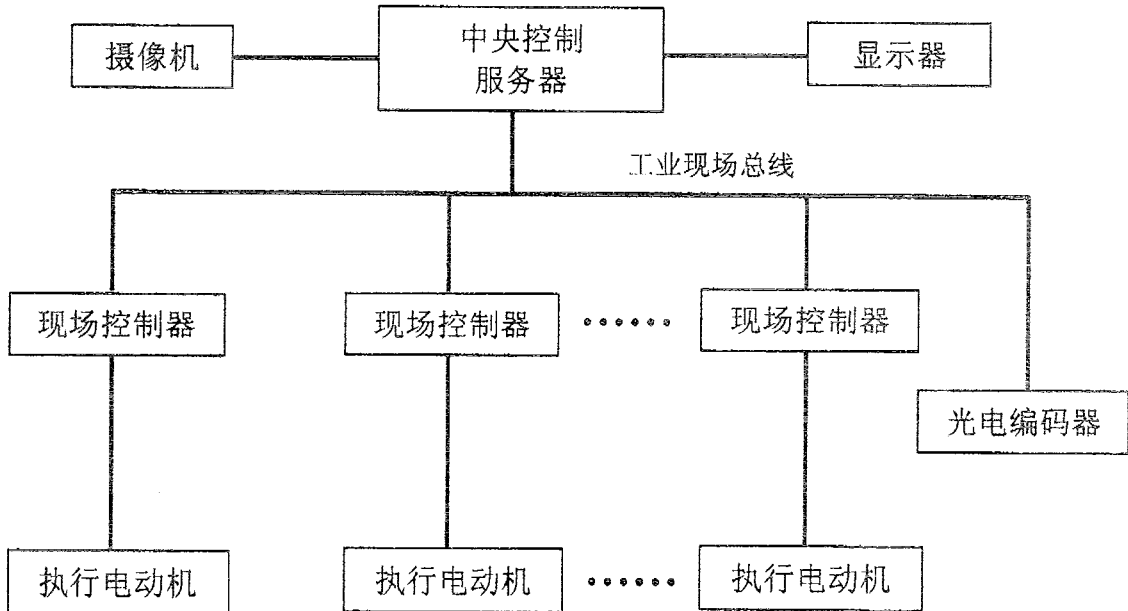 摄像机
中央控制
服务器
显示器
工业现场总线
现场控制器
现场控制器
......
现场控制器
光电编码器
执行电动机
执行电动机
......
执行电动机